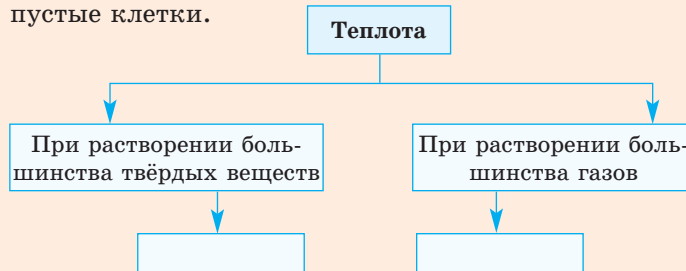 пустые клетки.
Теплота
При растворении боль-
шинства твёрдых веществ
При растворении боль-
шинства газов